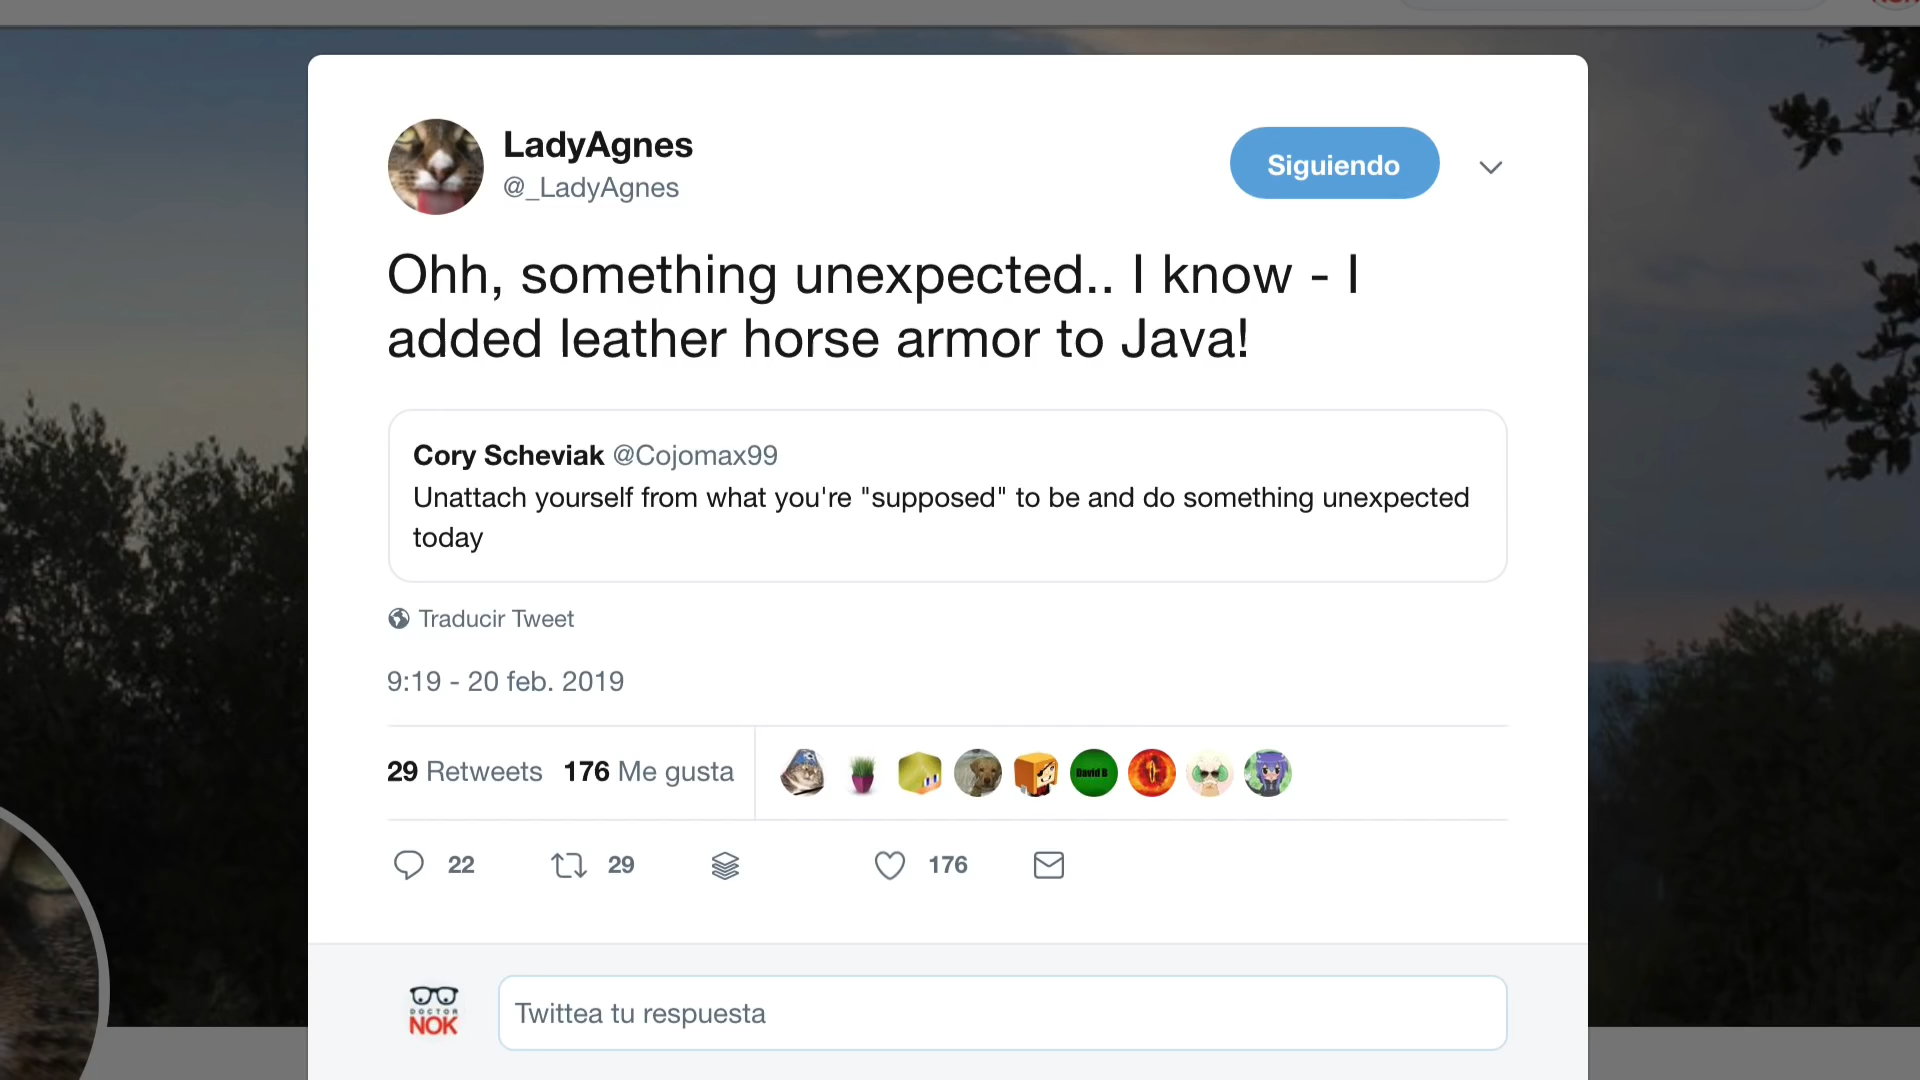 LadyAgnes
@_LadyAgnes
Siguiendo
Ohh, something unexpected.. I know - I
added leather horse armor to Java!
Cory Scheviak @Cojomax99
Unattach yourself from what you're "supposed" to be and do something unexpected
today
Traducir Tweet
9:19 - 20 feb. 2019
29 Retweets 176 Me gusta
David B
22 29 176
DOCTOR
NOK
Twittea tu respuesta